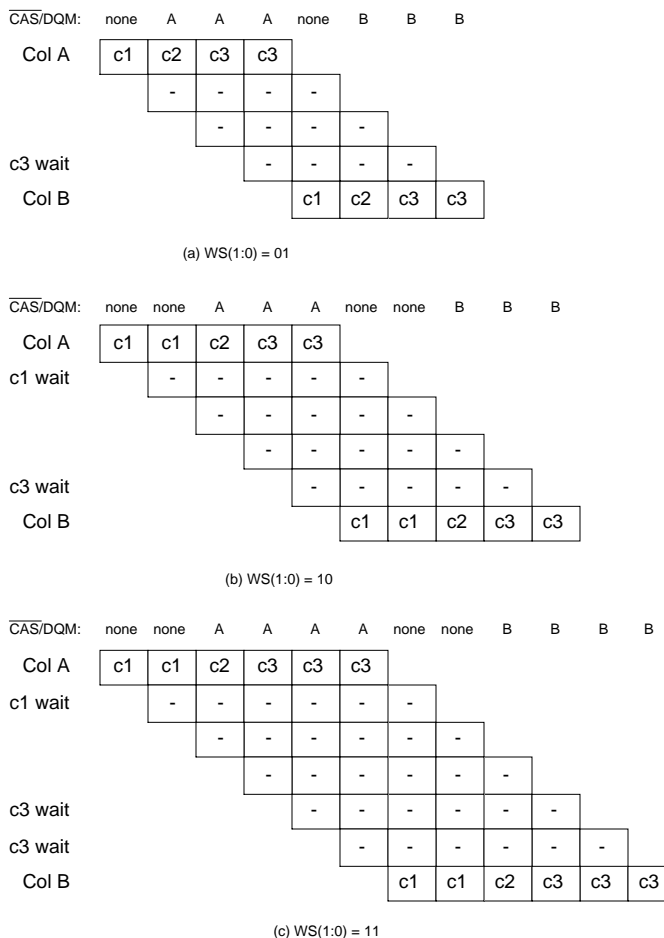 CAS/DQM: none A A A none B B B
Col A c1 c2 c3 c3
- - - -
- - - -
c3 wait - - - -
Col B c1 c2 c3 c3
(a) WS(1:0) = 01
CAS/DQM: none none A A A none none B B B
Col A c1 c1 c2 c3 c3
c1 wait - - - - -
- - - - -
- - - - -
c3 wait - - - - -
Col B c1 c1 c2 c3 c3
(b) WS(1:0) = 10
CAS/DQM: none none A A A A none none B B B B
Col A c1 c1 c2 c3 c3 c3
c1 wait - - - - - -
- - - - - -
- - - - - -
c3 wait - - - - - -
c3 wait - - - - - -
Col B c1 c1 c2 c3 c3 c3
(c) WS(1:0) = 11